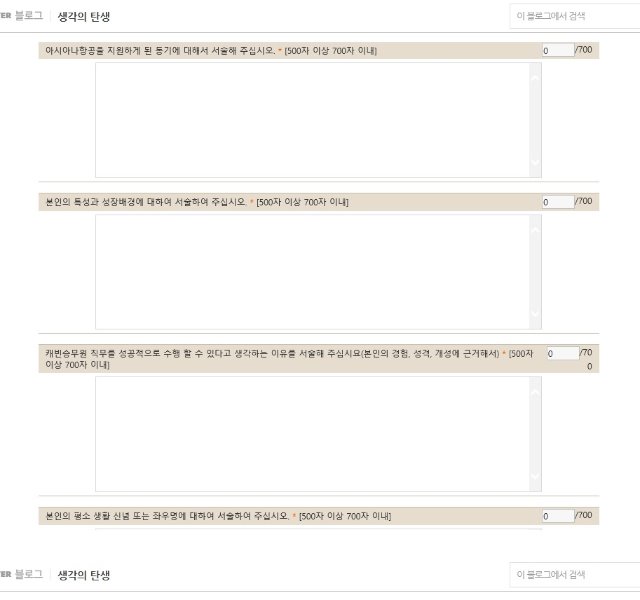 TER 블로그 생각의 탄생 이 블로그에서 검색
아시아나항공을 지원하게 된 동기에 대해서 서술해 주십시오. * [500자 이상 700자 이내] 0 /700
본인의 특성과 성장배경에 대하여 서술하여 주십시오. * [500자 이상 700자 이내] 0 /700
캐빈승무원 직무를 성공적으로 수행 할 수 있다고 생각하는 이유를 서술해 주십시요(본인의 경험, 성격, 개성에 근거해서) * [500자 0 /70
이상 700자 이내] 0
본인의 평소 생활 신념 또는 좌우명에 대하여 서술하여 주십시오. * [500자 이상 700자 이내] 0 /700
TER 블로그 생각의 탄생 이 블로그에서 검색